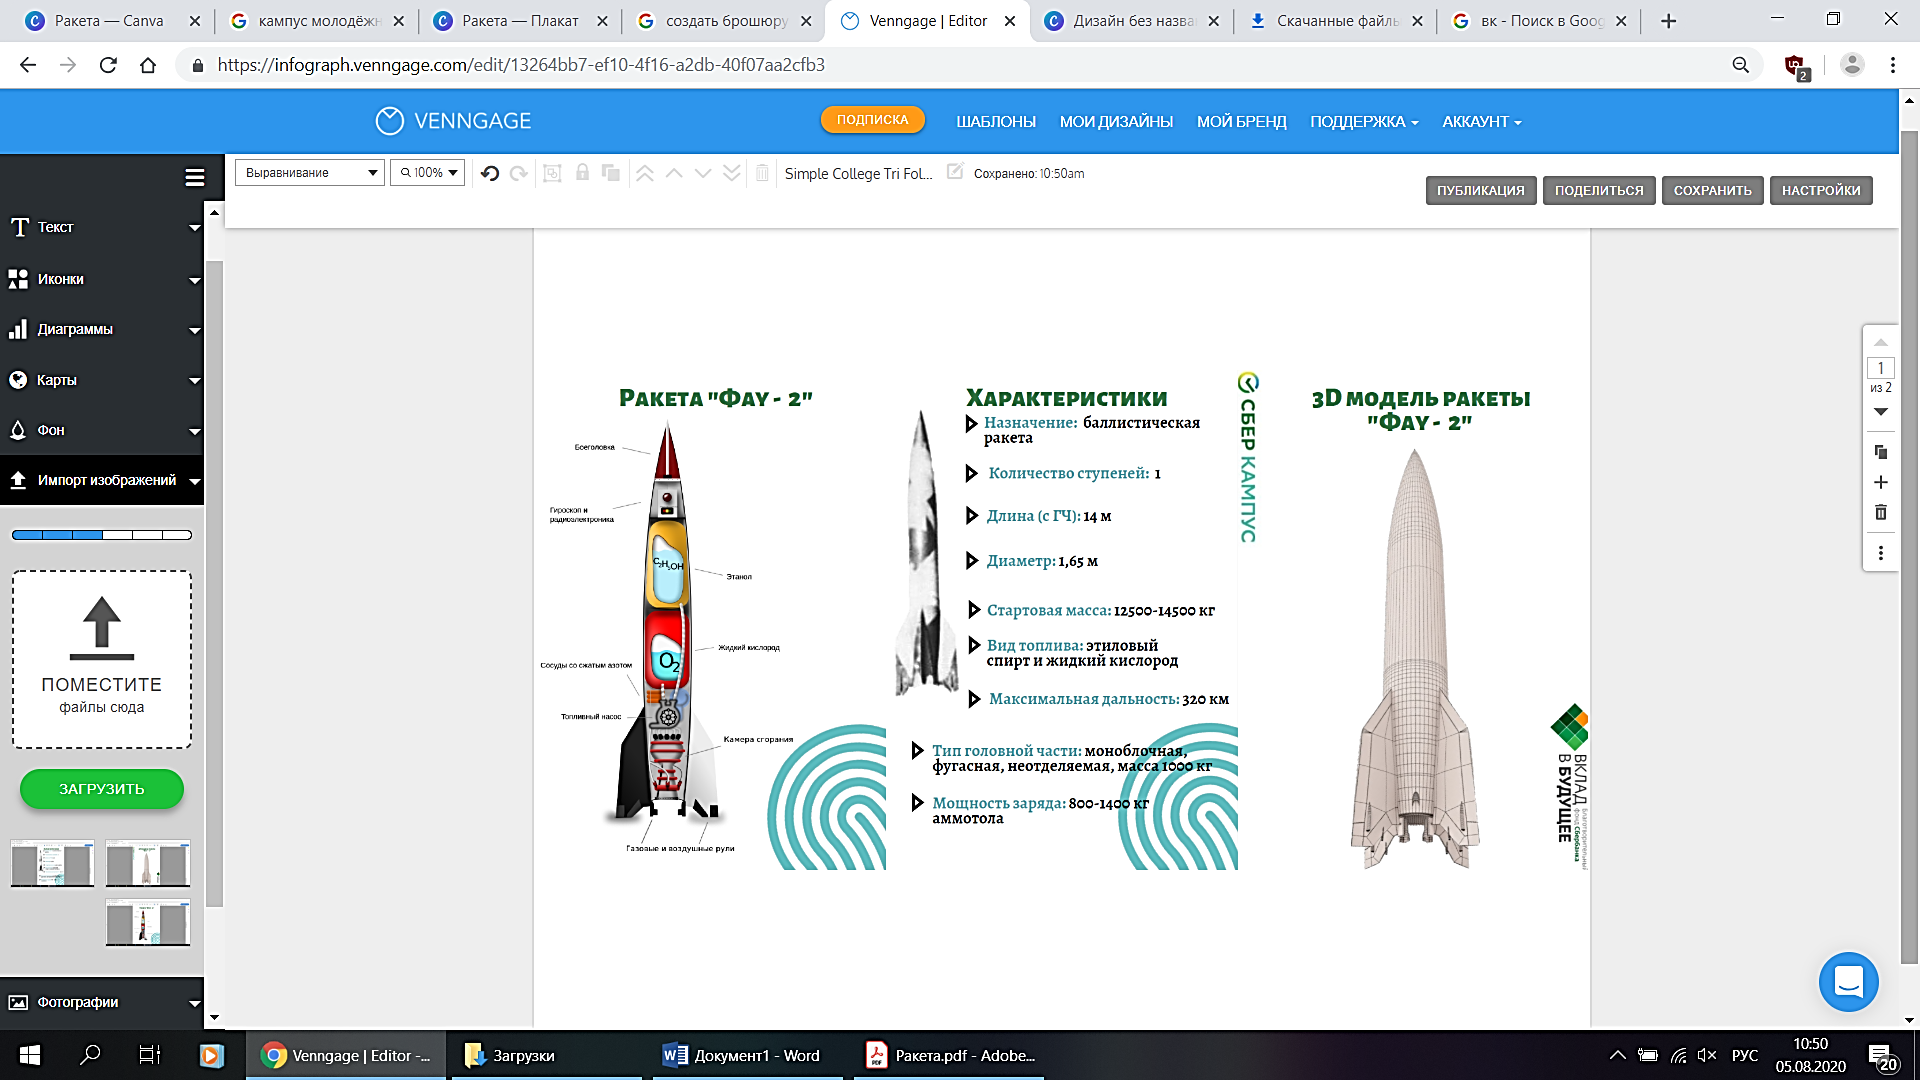 Ракета — Canva
кампус молодёжн
Ракета — Плакат
создать брошюру
Venngage | Editor
Дизайн без назва
Скачанные файль
вк - Поиск в Goog
https://infograph.venngage.com/edit/13264bb7-ef10-4f16-a2db-40f07aa2cfb3
2
VENNGAGE
ПОДПИСКА
ШАБЛОНЫ
МОИ ДИЗАЙНЫ
МОЙ БРЕНД
ПОДДЕРЖКА
АККАУНТ
Выравнивание
100%
Simple College Tri Fol...
Сохранено: 10:50am
ПУБЛИКАЦИЯ
ПОДЕЛИТЬСЯ
СОХРАНИТЬ
НАСТРОЙКИ
Текст
Иконки
Диаграммы
Карты
Фон
Импорт изображений
ПОМЕСТИТЕ
файлы сюда
ЗАГРУЗИТЬ
Фотографии
Ракета "Фау - 2"
Боеголовка
Гироскоп и
радиоэлектроника
C₂H₅OH
Этанол
Жидкий кислород
O₂
Сосуды со сжатым азотом
Топливный насос
Камера сгорания
Газовые и воздушные рули
Характеристики
Назначение: баллистическая
ракета
Количество ступеней: 1
Длина (с ГЧ): 14 м
Диаметр: 1,65 м
Стартовая масса: 12500-14500 кг
Вид топлива: этиловый
спирт и жидкий кислород
Максимальная дальность: 320 км
Тип головной части: моноблочная,
фугасная, неотделяемая, масса 1000 кг
Мощность заряда: 800-1400 кг
аммотола
СБЕР КАМПУС
3D модель ракеты
"Фау - 2"
ВКЛАД
В БУДУЩЕЕ
Благотворительный
фонд Сбербанка
1
из 2
Venngage | Editor -...
Загрузки
Документ1 - Word
Ракета.pdf - Adobe...
РУС
10:50
05.08.2020
20